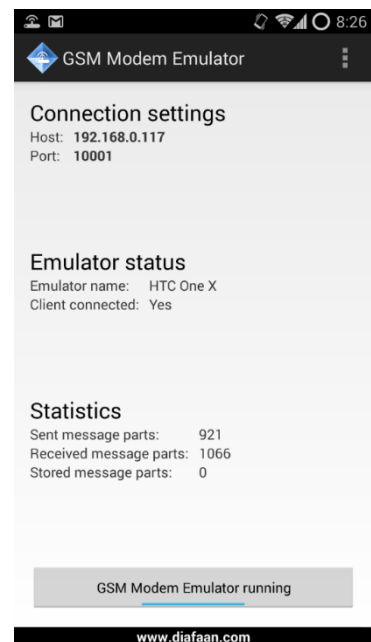 8:26
GSM Modem Emulator
Connection settings
Host: 192.168.0.117
Port: 10001
Emulator status
Emulator name: HTC One X
Client connected: Yes
Statistics
Sent message parts: 921
Received message parts: 1066
Stored message parts: 0
GSM Modem Emulator running
www.diafaan.com